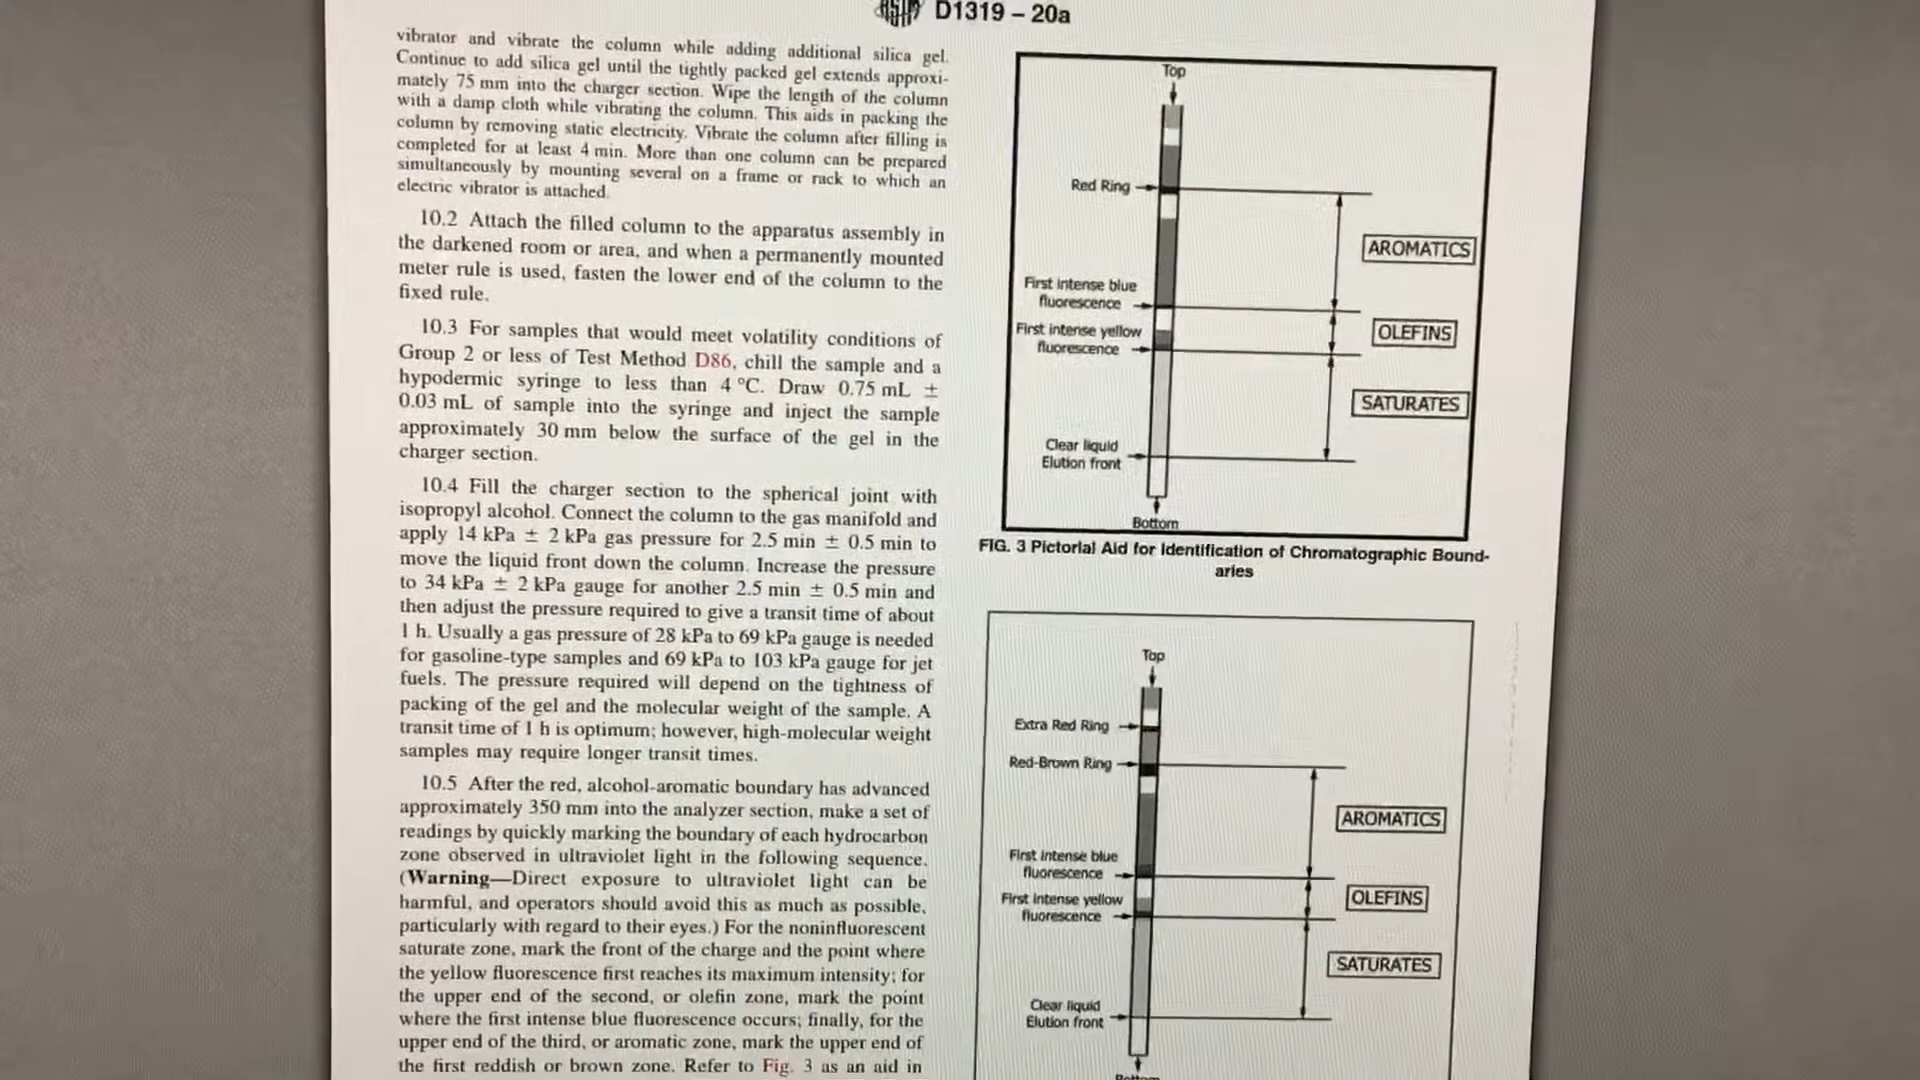 D1319 – 20a
vibrator and vibrate the column while adding additional silica gel.
Continue to add silica gel until the tightly packed gel extends approxi-
mately 75 mm into the charger section. Wipe the length of the column
with a damp cloth while vibrating the column. This aids in packing the
column by removing static electricity. Vibrate the column after filling is
completed for at least 4 min. More than one column can be prepared
simultaneously by mounting several on a frame or rack to which an
electric vibrator is attached.
10.2 Attach the filled column to the apparatus assembly in
the darkened room or area, and when a permanently mounted
meter rule is used, fasten the lower end of the column to the
fixed rule.
10.3 For samples that would meet volatility conditions of
Group 2 or less of Test Method D86, chill the sample and a
hypodermic syringe to less than 4 °C. Draw 0.75 mL ±
0.03 mL of sample into the syringe and inject the sample
approximately 30 mm below the surface of the gel in the
charger section.
10.4 Fill the charger section to the spherical joint with
isopropyl alcohol. Connect the column to the gas manifold and
apply 14 kPa ± 2 kPa gas pressure for 2.5 min ± 0.5 min to
move the liquid front down the column. Increase the pressure
to 34 kPa ± 2 kPa gauge for another 2.5 min ± 0.5 min and
then adjust the pressure required to give a transit time of about
1 h. Usually a gas pressure of 28 kPa to 69 kPa gauge is needed
for gasoline-type samples and 69 kPa to 103 kPa gauge for jet
fuels. The pressure required will depend on the tightness of
packing of the gel and the molecular weight of the sample. A
transit time of 1 h is optimum; however, high-molecular weight
samples may require longer transit times.
10.5 After the red, alcohol-aromatic boundary has advanced
approximately 350 mm into the analyzer section, make a set of
readings by quickly marking the boundary of each hydrocarbon
zone observed in ultraviolet light in the following sequence.
(Warning—Direct exposure to ultraviolet light can be
harmful, and operators should avoid this as much as possible,
particularly with regard to their eyes.) For the noninfluorescent
saturate zone, mark the front of the charge and the point where
the yellow fluorescence first reaches its maximum intensity; for
the upper end of the second, or olefin zone, mark the point
where the first intense blue fluorescence occurs; finally, for the
upper end of the third, or aromatic zone, mark the upper end of
the first reddish or brown zone. Refer to Fig. 3 as an aid in
Top
Red Ring
AROMATICS
First intense blue
fluorescence
First intense yellow
fluorescence
OLEFINS
SATURATES
Clear liquid
Elution front
Bottom
FIG. 3 Pictorial Aid for Identification of Chromatographic Bound-
aries
Top
Extra Red Ring
Red-Brown Ring
AROMATICS
First intense blue
fluorescence
First intense yellow
fluorescence
OLEFINS
SATURATES
Clear liquid
Elution front
Bottom